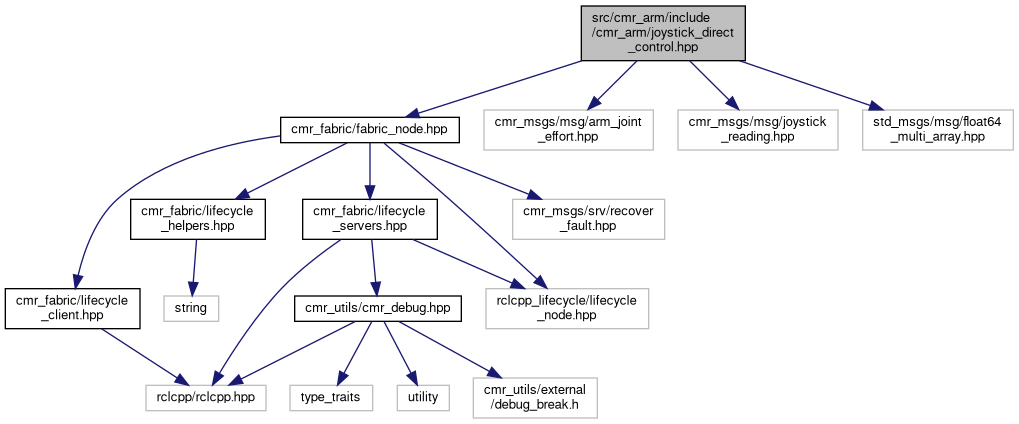 src/cmr_arm/include
/cmr_arm/joystick_direct
_control.hpp
cmr_fabric/fabric_node.hpp
cmr_msgs/msg/arm_joint
_effort.hpp
cmr_msgs/msg/joystick
_reading.hpp
std_msgs/msg/float64
_multi_array.hpp
cmr_fabric/lifecycle
_helpers.hpp
cmr_fabric/lifecycle
_servers.hpp
cmr_msgs/srv/recover
_fault.hpp
cmr_fabric/lifecycle
_client.hpp
string
cmr_utils/cmr_debug.hpp
rclcpp_lifecycle/lifecycle
_node.hpp
rclcpp/rclcpp.hpp
type_traits
utility
cmr_utils/external
/debug_break.h